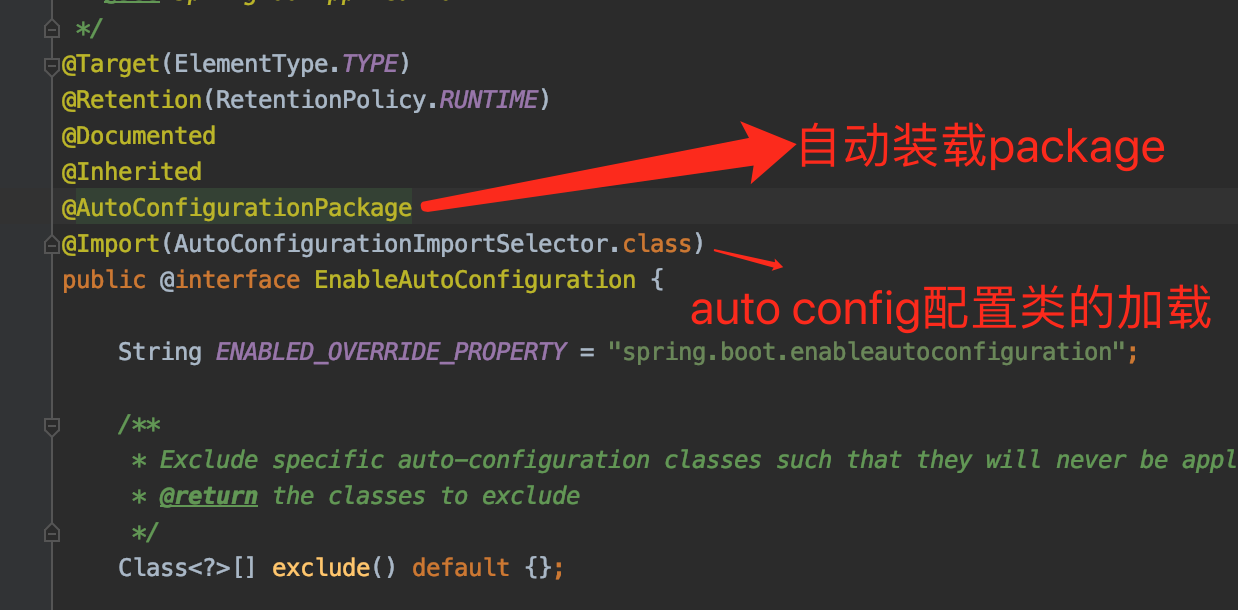 */
@Target(ElementType.TYPE)
@Retention(RetentionPolicy.RUNTIME)
@Documented
自动装载package
@Inherited
@AutoConfigurationPackage
@Import(AutoConfigurationImportSelector.class)
public @interface EnableAutoConfiguration {
auto config配置类的加载
String ENABLED_OVERRIDE_PROPERTY = "spring.boot.enableautoconfiguration";
/**
* Exclude specific auto-configuration classes such that they will never be appl
* @return the classes to exclude
*/
Class<?>[] exclude() default {};